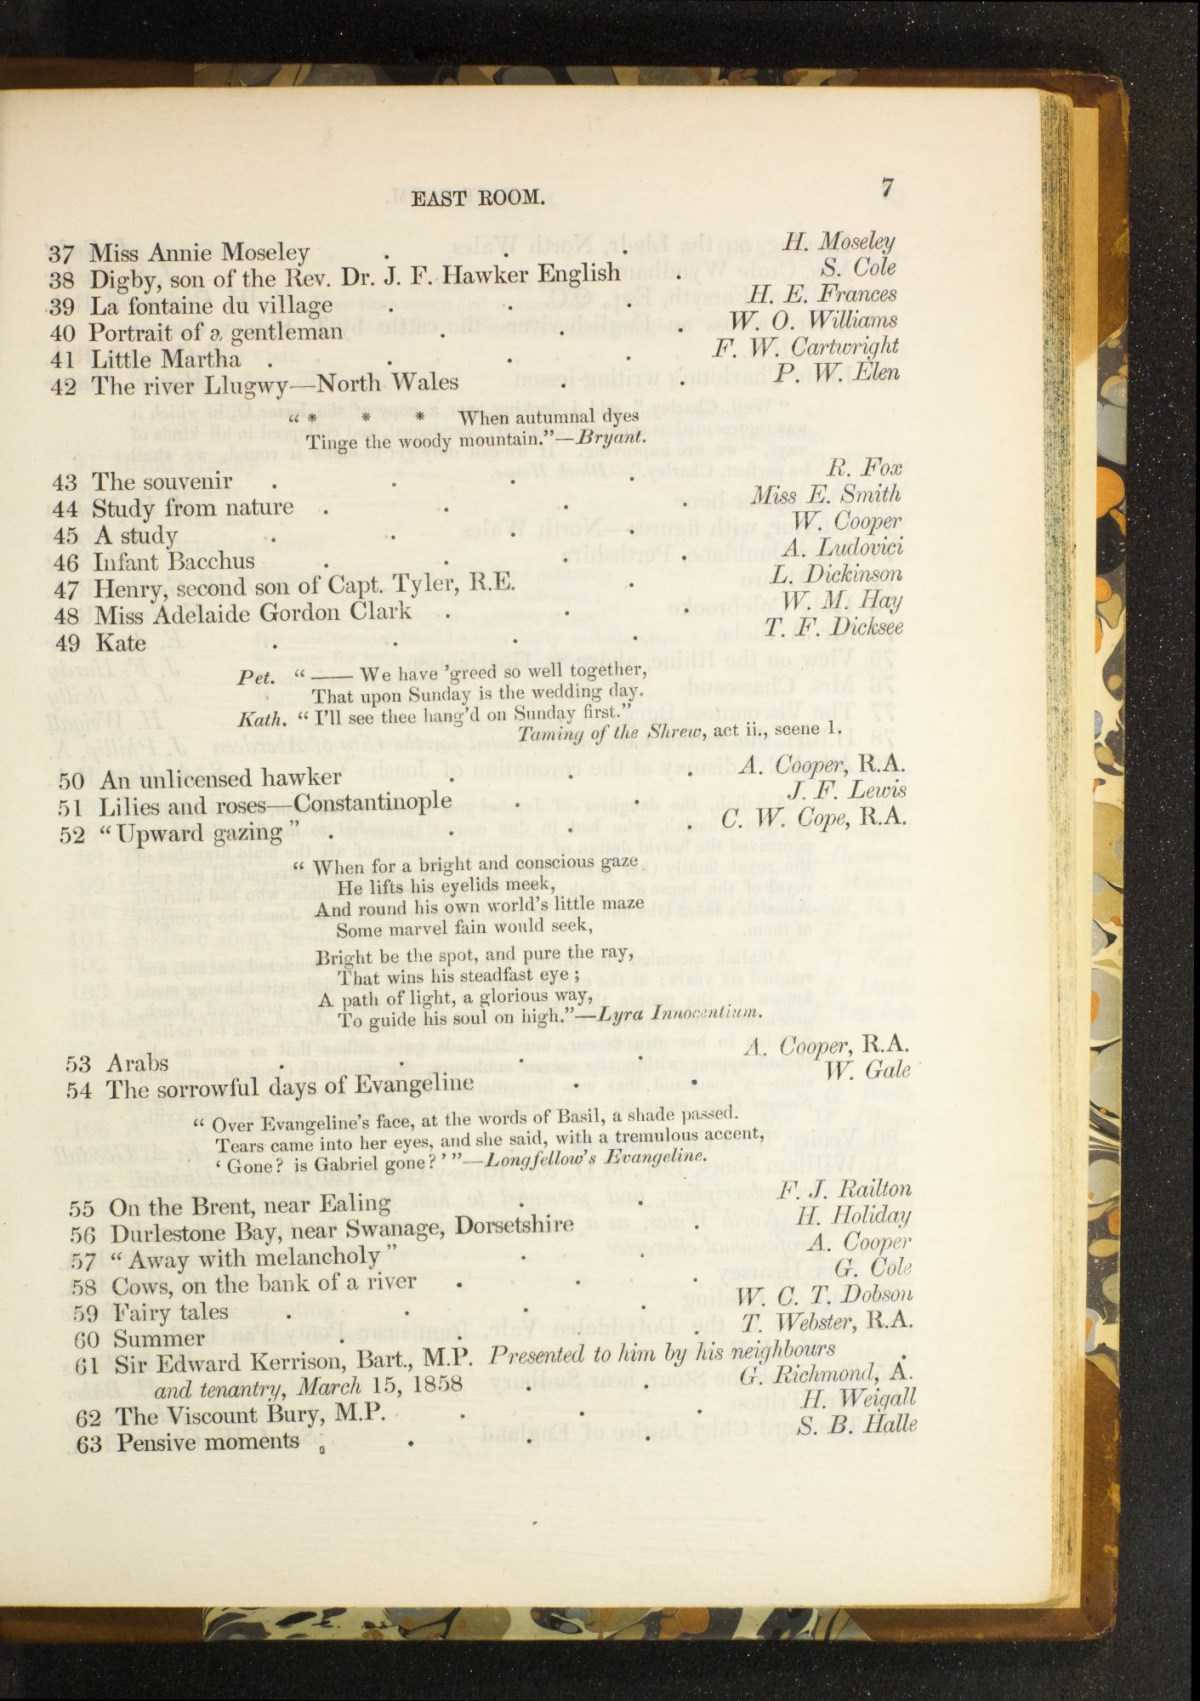 EAST ROOM. 7
37 Miss Annie Moseley . . . H. Moseley
38 Digby, son of the Rev. Dr. J. F. Hawker English . S. Cole
39 La fontaine du village . . . H. E. Frances
40 Portrait of a gentleman . . . W. O. Williams
41 Little Martha . . . . F. W. Cartwright
42 The river Llugwy—North Wales . . P. W. Elen
“ * * * When autumnal dyes
Tinge the woody mountain.”—Bryant.
43 The souvenir . . . . R. Fox
44 Study from nature . . . . Miss E. Smith
45 A study . . . . W. Cooper
46 Infant Bacchus . . . . A. Ludovici
47 Henry, second son of Capt. Tyler, R.E. . L. Dickinson
48 Miss Adelaide Gordon Clark . . . W. M. Hay
49 Kate . . . . T. F. Dicksee
Pet. “ —— We have ’greed so well together,
That upon Sunday is the wedding day.
Kath. “ I’ll see thee hang’d on Sunday first.”
Taming of the Shrew, act ii., scene 1.
50 An unlicensed hawker . . . A. Cooper, R.A.
51 Lilies and roses—Constantinople . . J. F. Lewis
52 “ Upward gazing ” . . . . C. W. Cope, R.A.
“ When for a bright and conscious gaze
He lifts his eyelids meek,
And round his own world’s little maze
Some marvel fain would seek,
Bright be the spot, and pure the ray,
That wins his steadfast eye ;
A path of light, a glorious way,
To guide his soul on high.”—Lyra Innocentium.
53 Arabs . . . . A. Cooper, R.A.
54 The sorrowful days of Evangeline . . W. Gale
“ Over Evangeline’s face, at the words of Basil, a shade passed.
Tears came into her eyes, and she said, with a tremulous accent,
‘ Gone? is Gabriel gone? ’ ”—Longfellow’s Evangeline.
55 On the Brent, near Ealing . . F. J. Railton
56 Durlestone Bay, near Swanage, Dorsetshire . H. Holiday
57 “ Away with melancholy ” . . A. Cooper
58 Cows, on the bank of a river . . . G. Cole
59 Fairy tales . . . . W. C. T. Dobson
60 Summer . . . . T. Webster, R.A.
61 Sir Edward Kerrison, Bart., M.P. Presented to him by his neighbours .
and tenantry, March 15, 1858 . . G. Richmond, A.
62 The Viscount Bury, M.P. . . . H. Weigall
63 Pensive moments . . . S. B. Halle